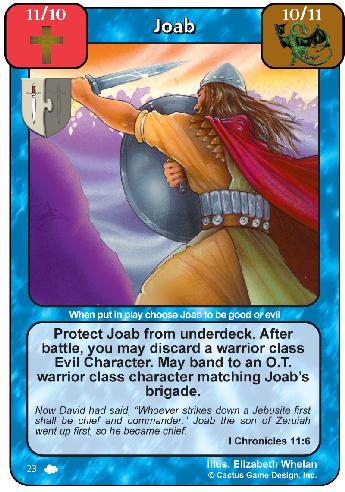 11/10
Joab
10/11
When put in play choose Joab to be good or evil
Protect Joab from underdeck. After
battle, you may discard a warrior class
Evil Character. May band to an O.T.
warrior class character matching Joab's
brigade.
Now David had said, "Whoever strikes down a Jebusite first
shall be chief and commander." Joab the son of Zeruiah
went up first, so he became chief.
I Chronicles 11:6
23
Illus. Elizabeth Whelan
© Cactus Game Design, Inc.